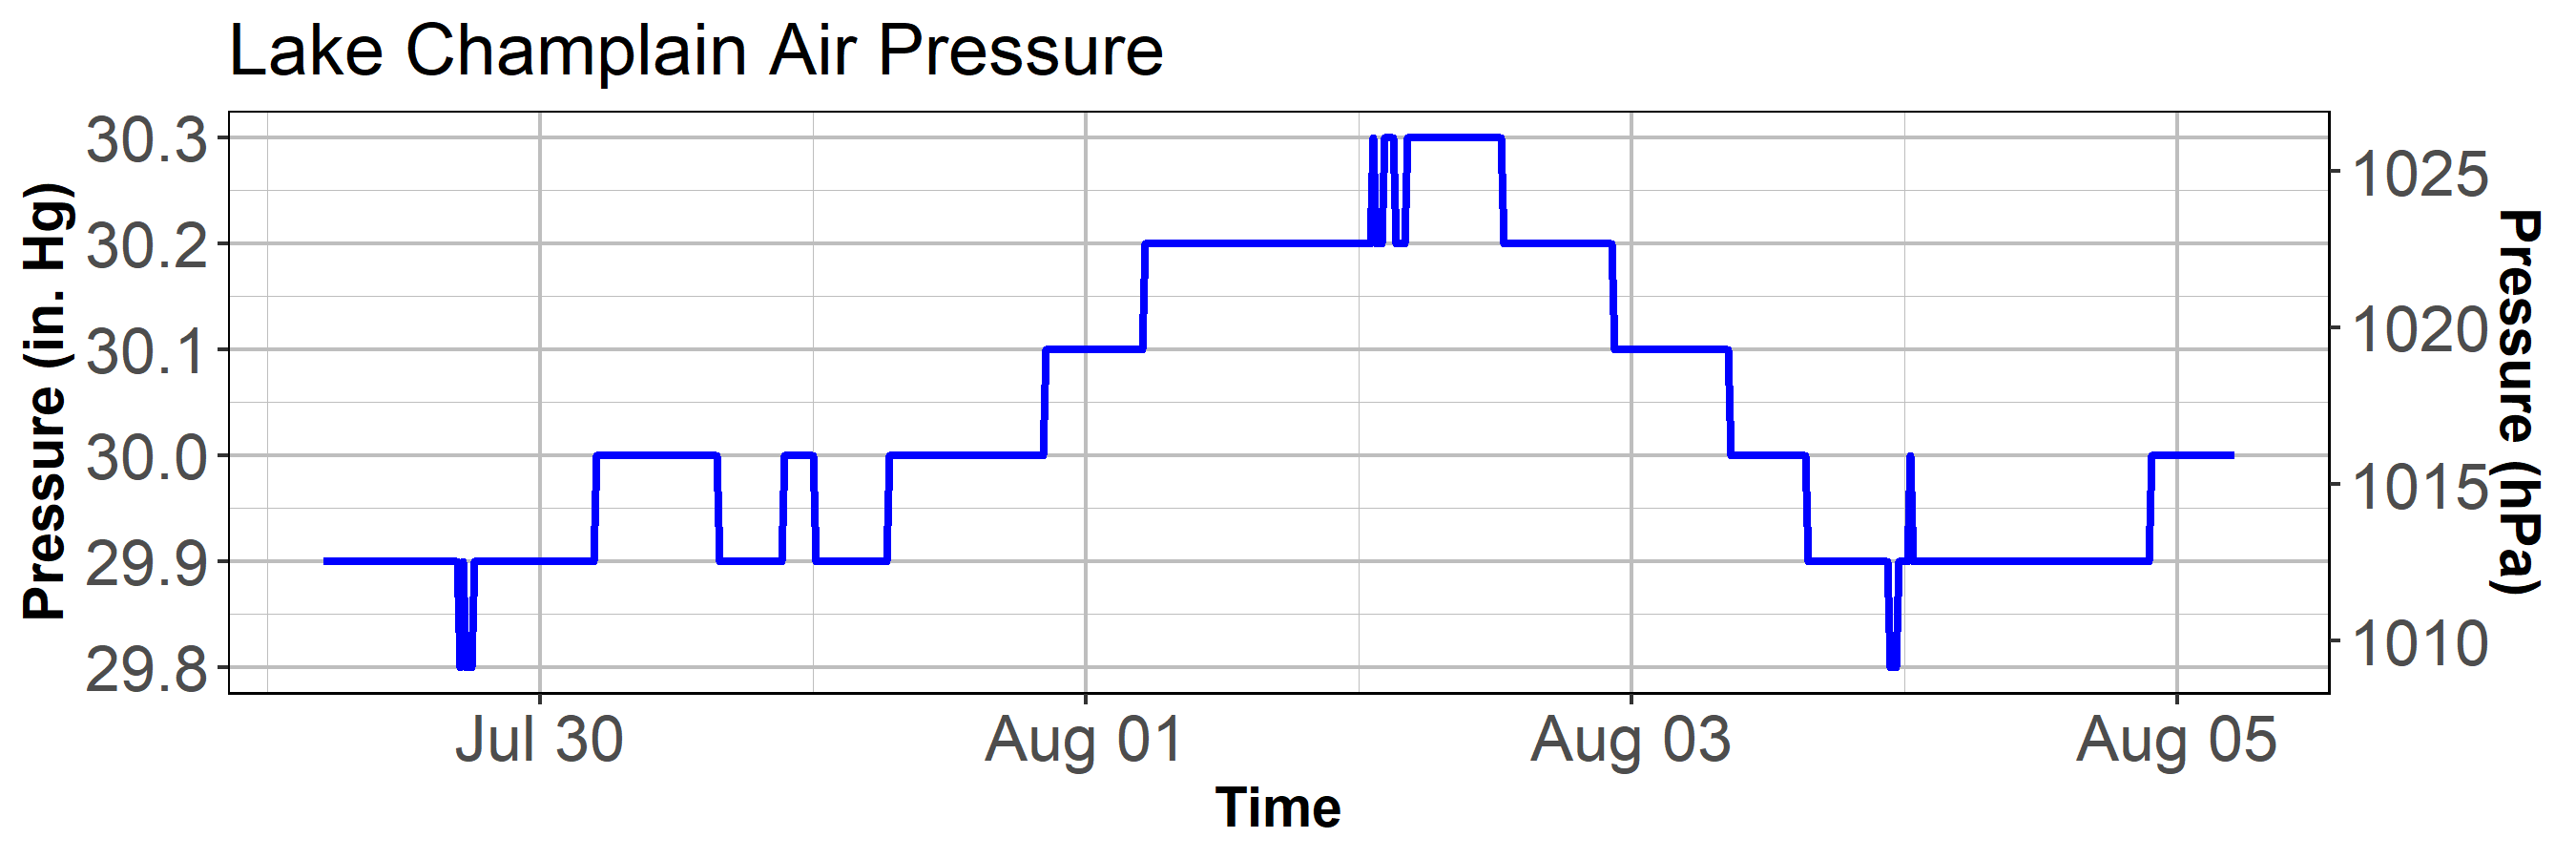 Lake Champlain Air Pressure
Pressure (in. Hg)
30.3
30.2
30.1
30.0
29.9
29.8
1025
1020
1015
1010
Pressure (hPa)
Jul 30
Aug 01
Aug 03
Aug 05
Time